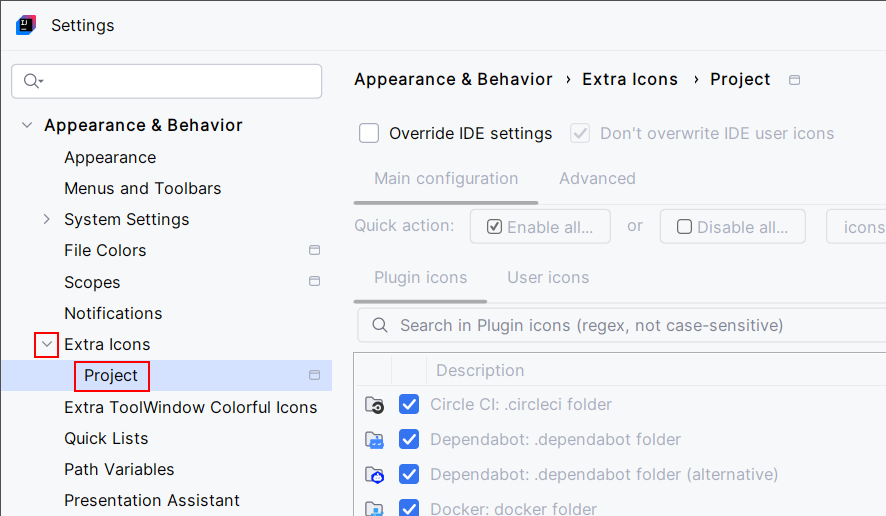 Settings
Appearance & Behavior
Appearance
Menus and Toolbars
System Settings
File Colors
Scopes
Notifications
Extra Icons
Project
Extra ToolWindow Colorful Icons
Quick Lists
Path Variables
Presentation Assistant
Appearance & Behavior › Extra Icons › Project
Override IDE settings Don't overwrite IDE user icons
Main configuration Advanced
Quick action: Enable all... or Disable all... icons
Plugin icons User icons
Search in Plugin icons (regex, not case-sensitive)
Description
Circle CI: .circleci folder
Dependabot: .dependabot folder
Dependabot: .dependabot folder (alternative)
Docker: docker folder